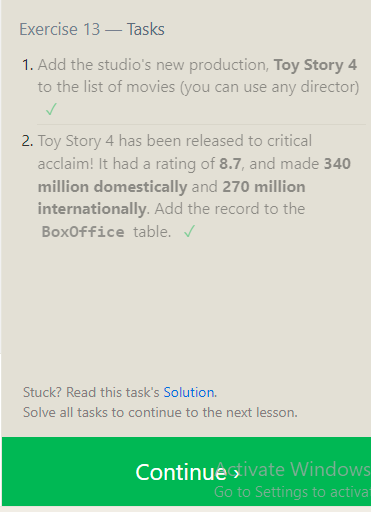 Exercise 13 — Tasks
1. Add the studio's new production, Toy Story 4
to the list of movies (you can use any director)
✓
2. Toy Story 4 has been released to critical
acclaim! It had a rating of 8.7, and made 340
million domestically and 270 million
internationally. Add the record to the
BoxOffice table. ✓
Stuck? Read this task's Solution.
Solve all tasks to continue to the next lesson.
Continue ›
Activate Windows
Go to Settings to activa